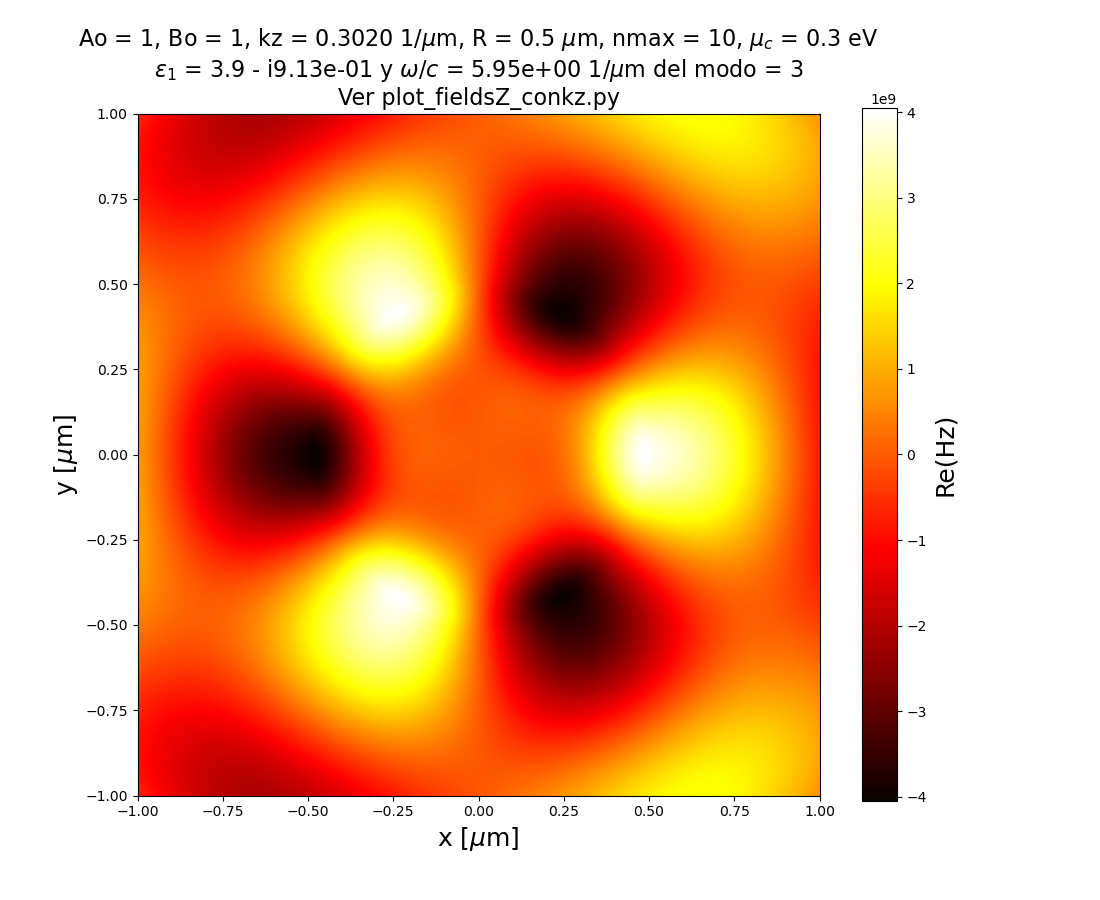 Ao = 1, Bo = 1, kz = 0.3020 1/μm, R = 0.5 μm, nmax = 10, μc = 0.3 eV
ε1 = 3.9 - i9.13e-01 y ω/c = 5.95e+00 1/μm del modo = 3
Ver plot_fieldsZ_conkz.py
1e9
1.00
0.75
0.50
0.25
0.00
−0.25
−0.50
−0.75
−1.00
y [μm]
−1.00 −0.75 −0.50 −0.25 0.00 0.25 0.50 0.75 1.00
x [μm]
4
3
2
1
0
−1
−2
−3
−4
Re(Hz)